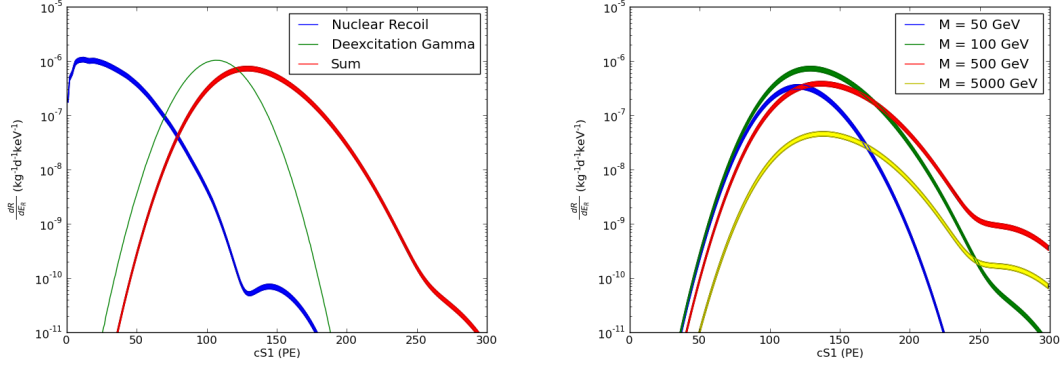 10⁻⁵
10⁻⁶
10⁻⁷
10⁻⁸
10⁻⁹
10⁻¹⁰
10⁻¹¹
dR/dE_R (kg⁻¹d⁻¹keV⁻¹)
Nuclear Recoil
Deexcitation Gamma
Sum
0 50 100 150 200 250 300
cS1 (PE)
10⁻⁵
10⁻⁶
10⁻⁷
10⁻⁸
10⁻⁹
10⁻¹⁰
10⁻¹¹
dR/dE_R (kg⁻¹d⁻¹keV⁻¹)
M = 50 GeV
M = 100 GeV
M = 500 GeV
M = 5000 GeV
0 50 100 150 200 250 300
cS1 (PE)